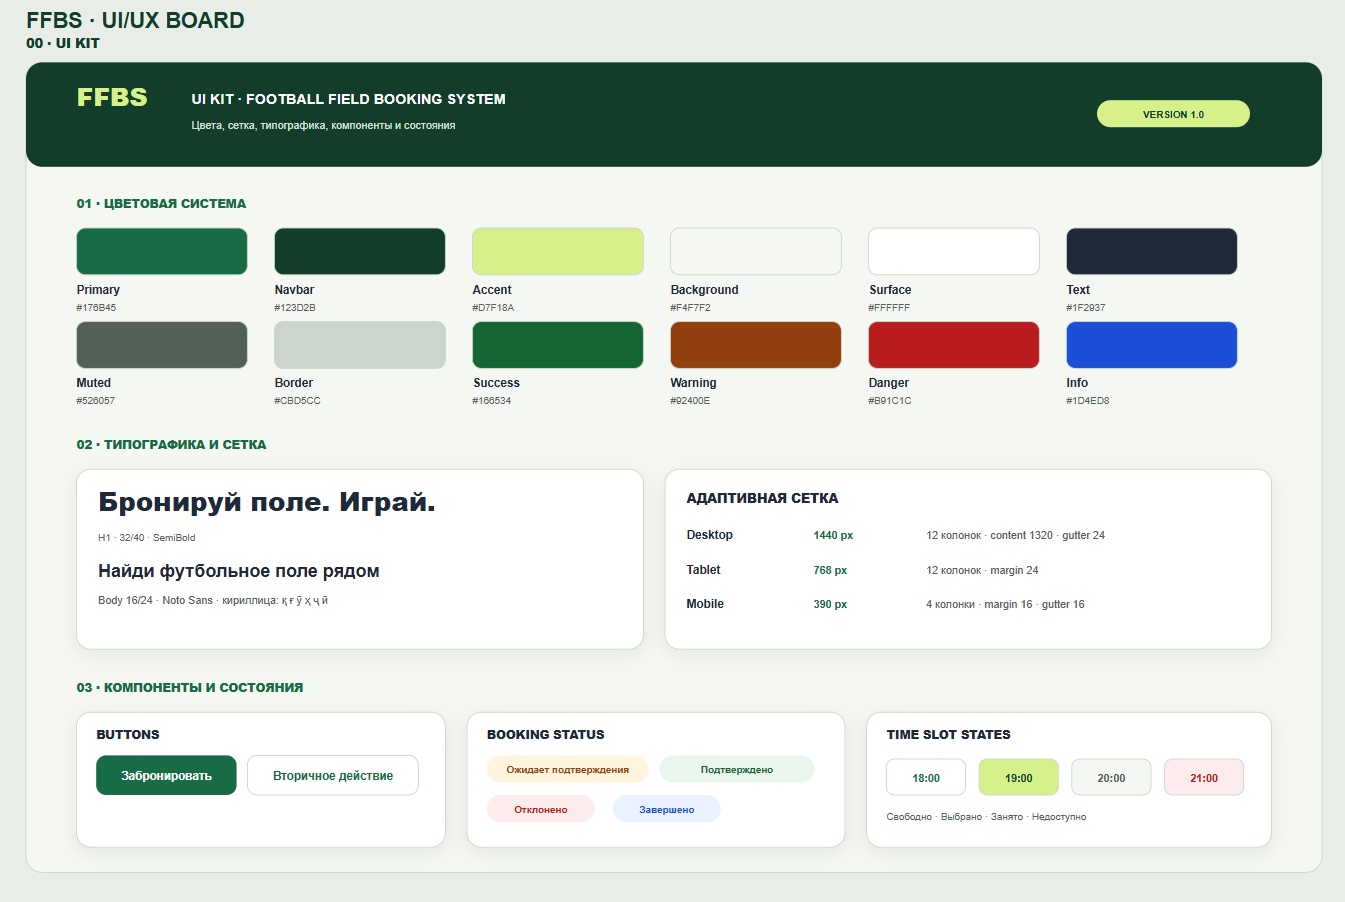 FFBS · UI/UX BOARD
00 · UI KIT
FFBS
UI KIT · FOOTBALL FIELD BOOKING SYSTEM
Цвета, сетка, типографика, компоненты и состояния
VERSION 1.0
01 · ЦВЕТОВАЯ СИСТЕМА
Primary
#176B45
Navbar
#123D2B
Accent
#D7F18A
Background
#F4F7F2
Surface
#FFFFFF
Text
#1F2937
Muted
#526057
Border
#CBD5CC
Success
#166534
Warning
#92400E
Danger
#B91C1C
Info
#1D4ED8
02 · ТИПОГРАФИКА И СЕТКА
Бронируй поле. Играй.
H1 · 32/40 · SemiBold
Найди футбольное поле рядом
Body 16/24 · Noto Sans · кириллица: қ ғ ӯ ҳ ҷ ӣ
АДАПТИВНАЯ СЕТКА
Desktop 1440 px 12 колонок · content 1320 · gutter 24
Tablet 768 px 12 колонок · margin 24
Mobile 390 px 4 колонки · margin 16 · gutter 16
03 · КОМПОНЕНТЫ И СОСТОЯНИЯ
BUTTONS
Забронировать Вторичное действие
BOOKING STATUS
Ожидает подтверждения Подтверждено
Отклонено Завершено
TIME SLOT STATES
18:00 19:00 20:00 21:00
Свободно · Выбрано · Занято · Недоступно